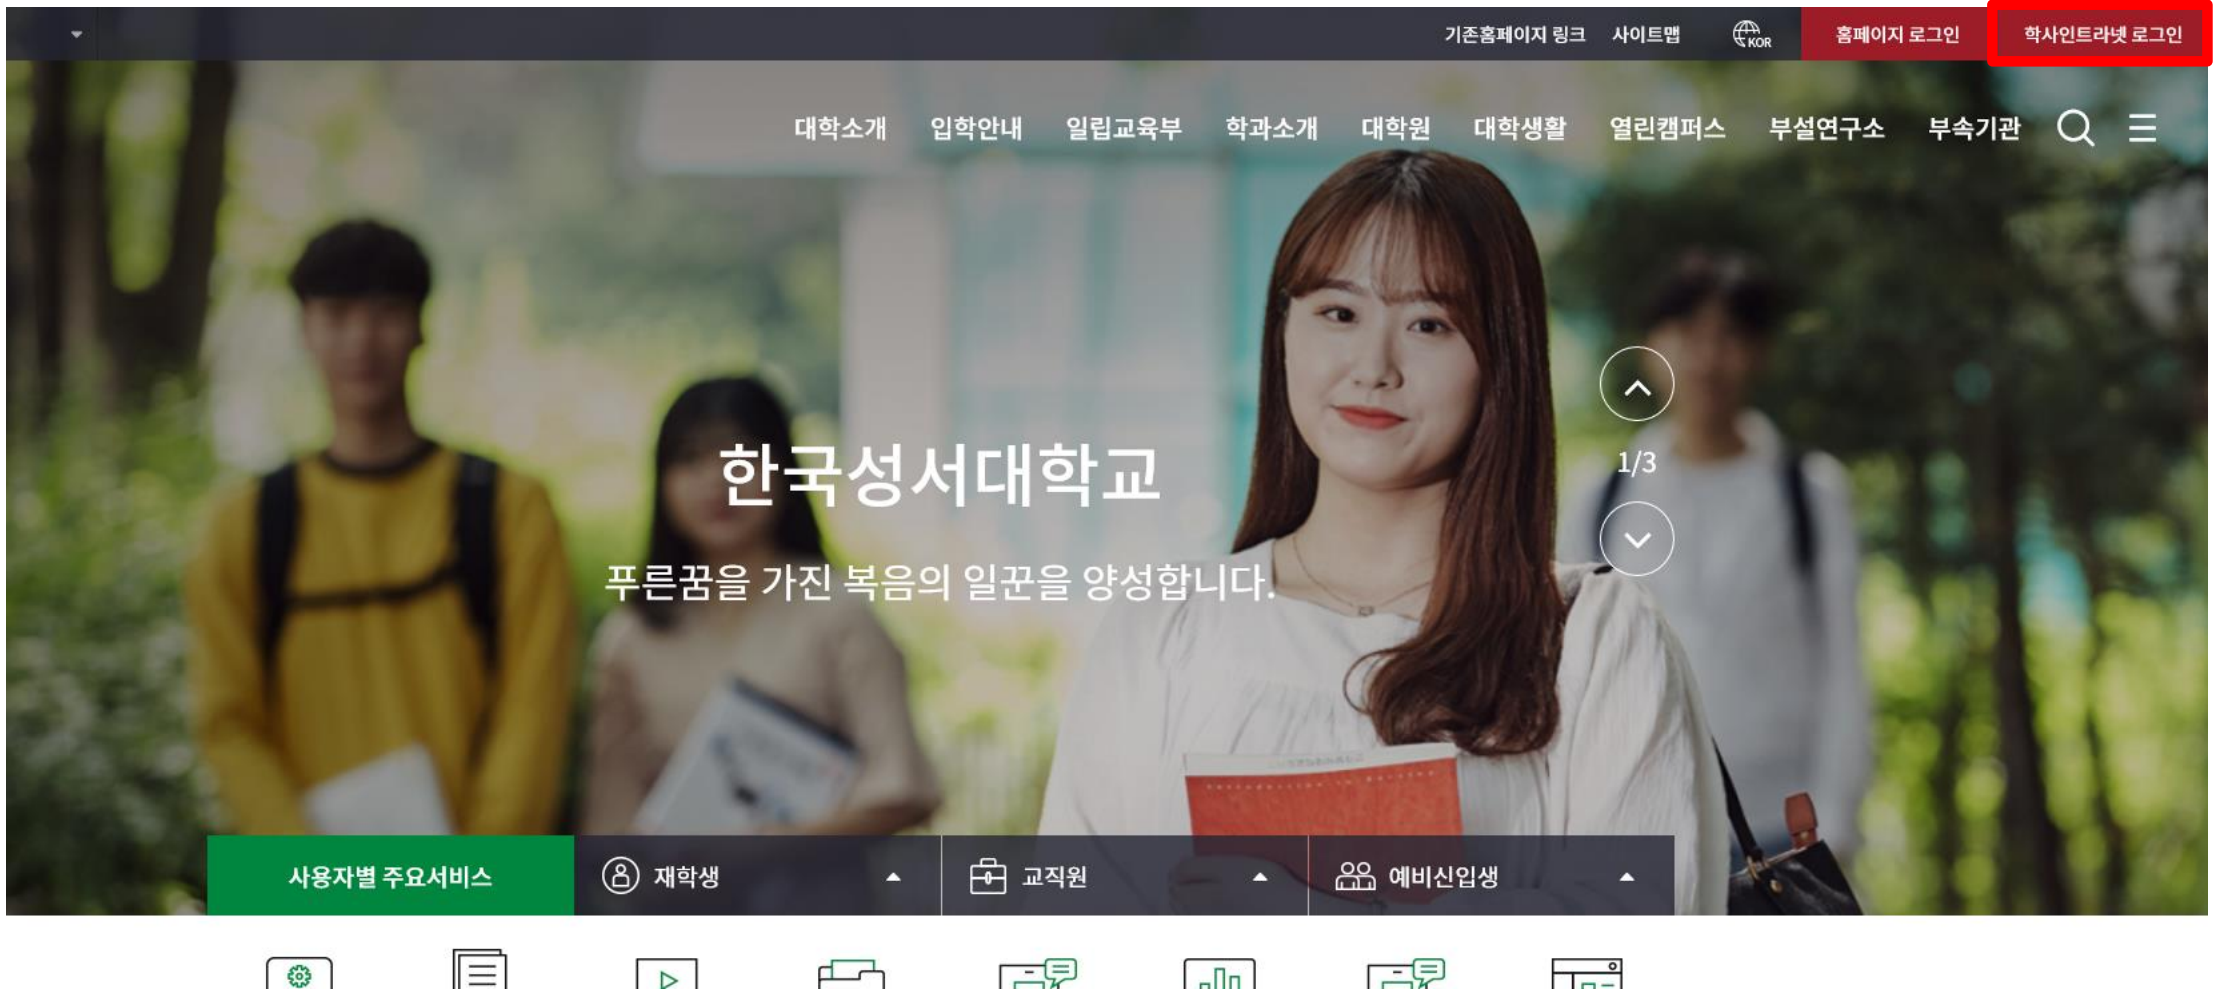 기존홈페이지 링크 사이트맵 KOR 홈페이지 로그인 학사인트라넷 로그인
대학소개 입학안내 일립교육부 학과소개 대학원 대학생활 열린캠퍼스 부설연구소 부속기관
한국성서대학교
1/3
푸른꿈을 가진 복음의 일꾼을 양성합니다.
사용자별 주요서비스 재학생 교직원 예비신입생